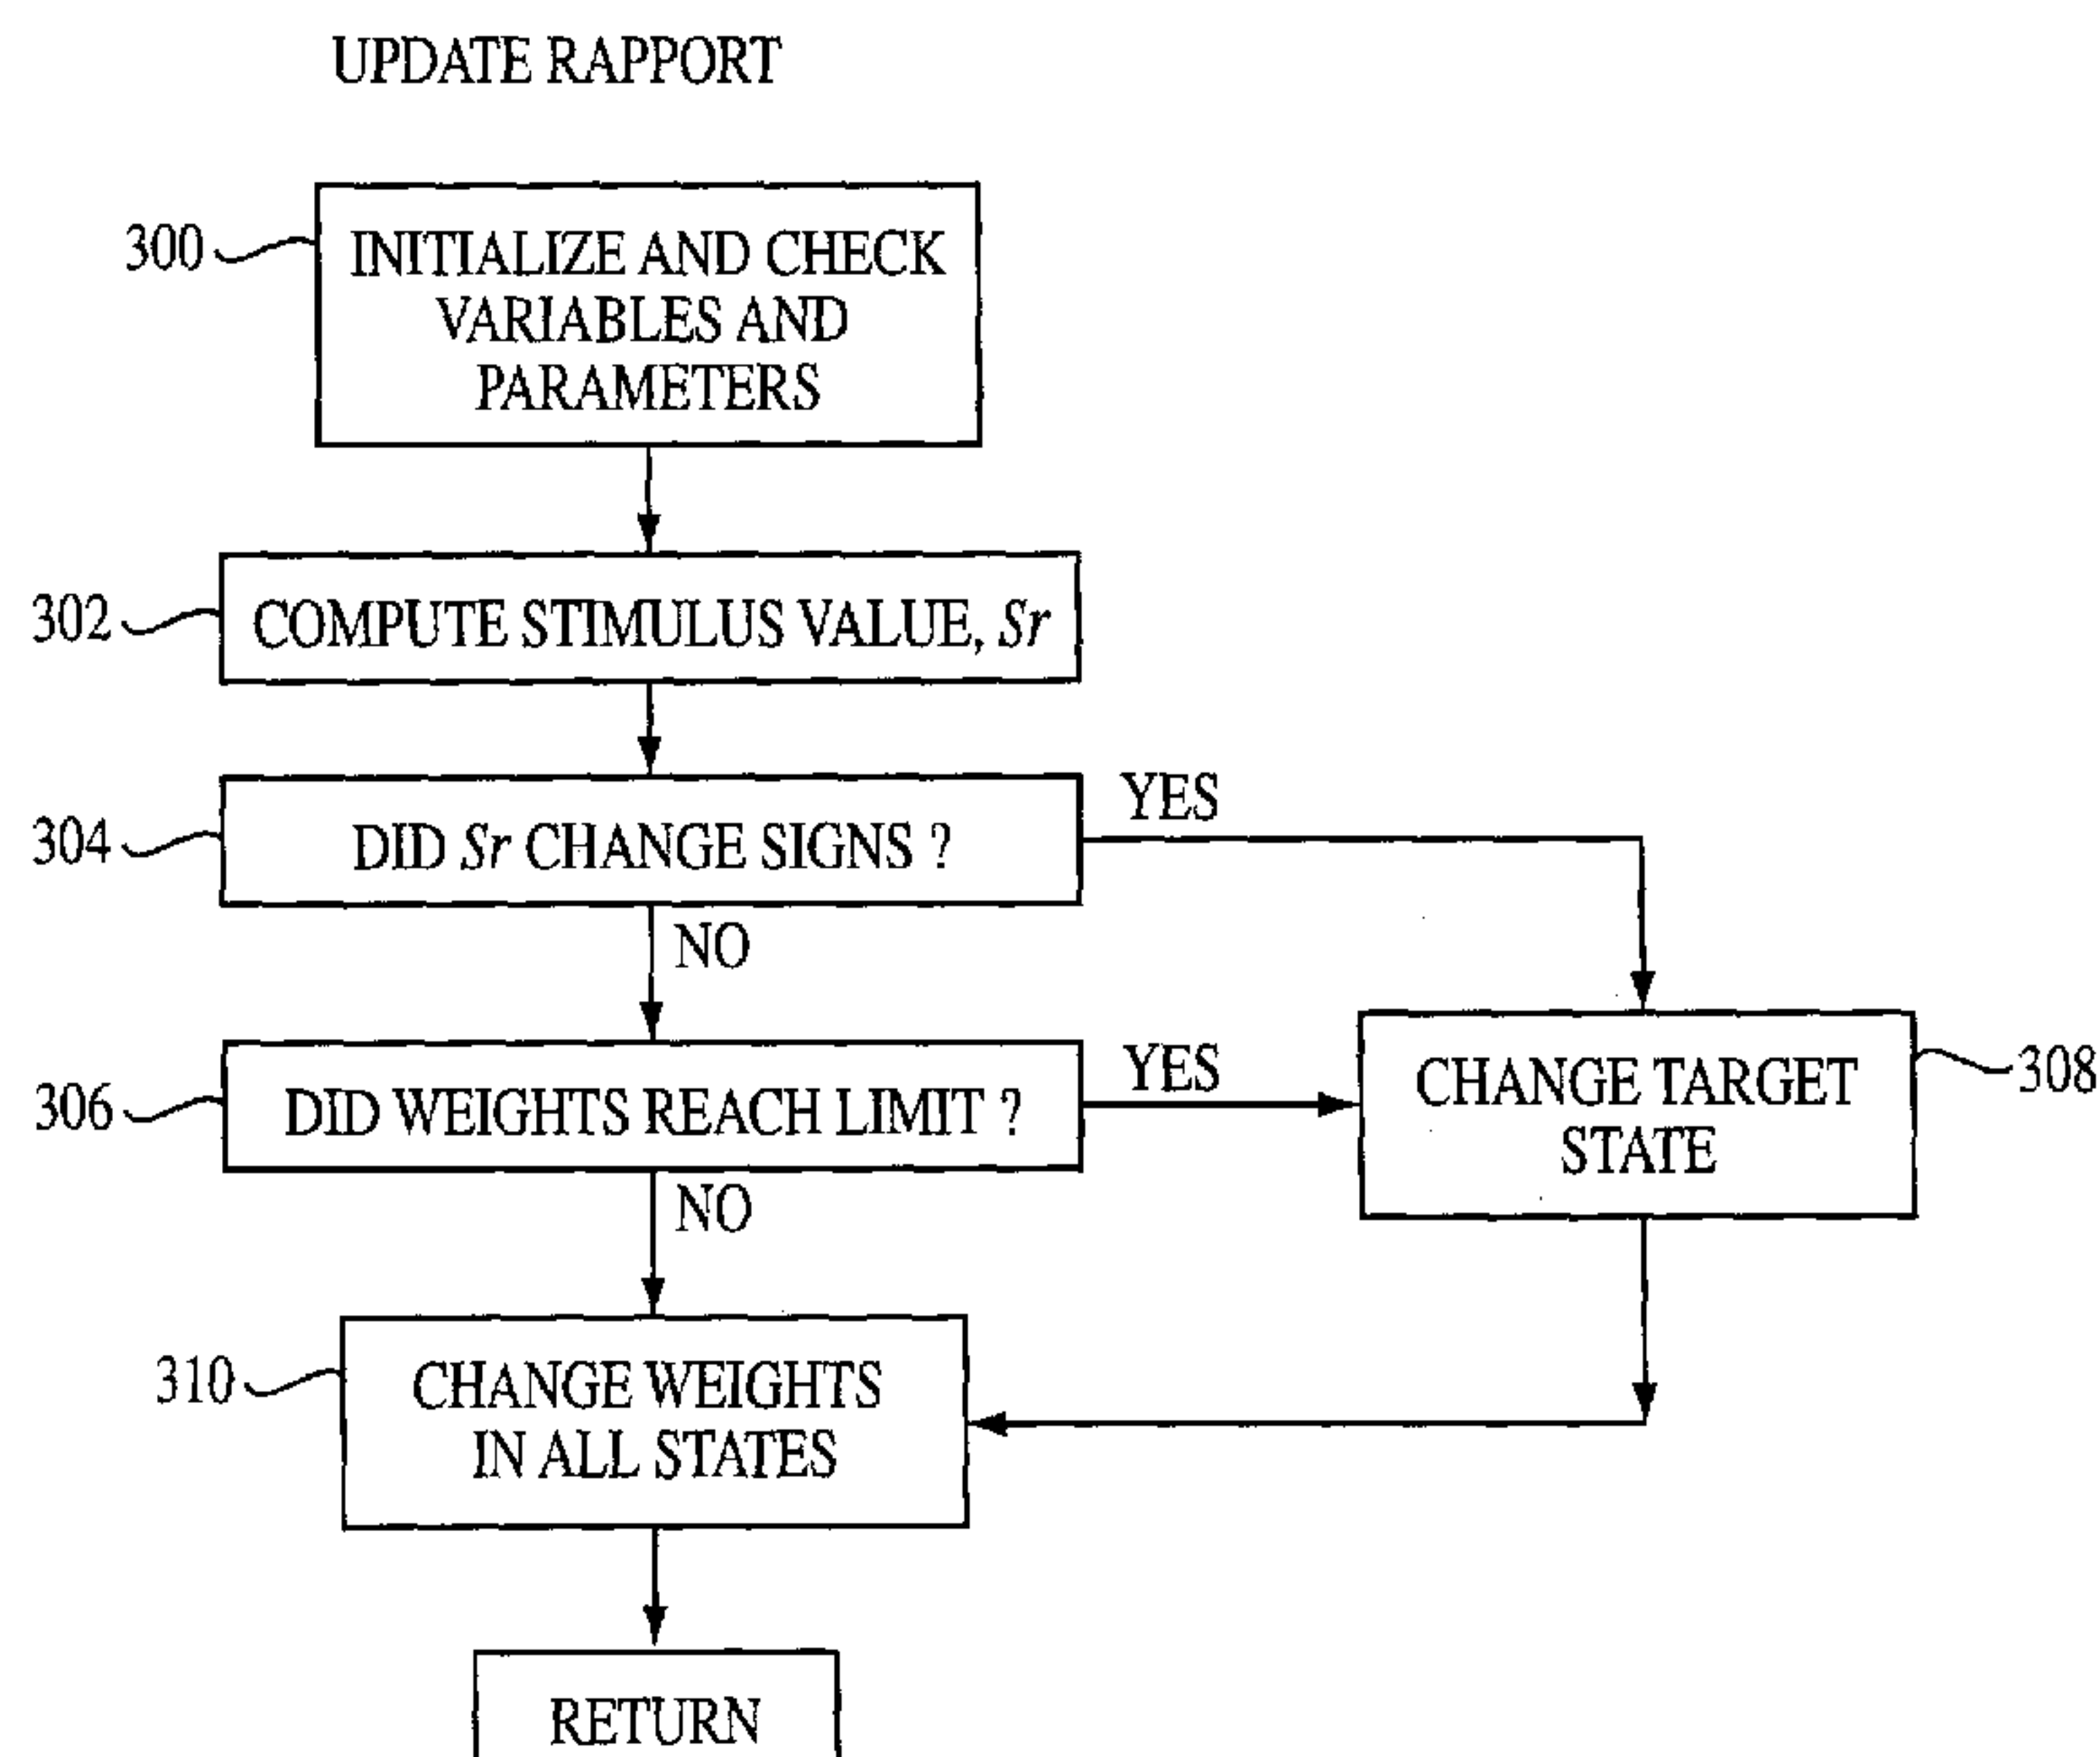 UPDATE RAPPORT
300
INITIALIZE AND CHECK
VARIABLES AND
PARAMETERS
302
COMPUTE STIMULUS VALUE, Sr
304
DID Sr CHANGE SIGNS ?
YES
NO
306
DID WEIGHTS REACH LIMIT ?
YES
CHANGE TARGET
STATE
308
NO
310
CHANGE WEIGHTS
IN ALL STATES
RETURN